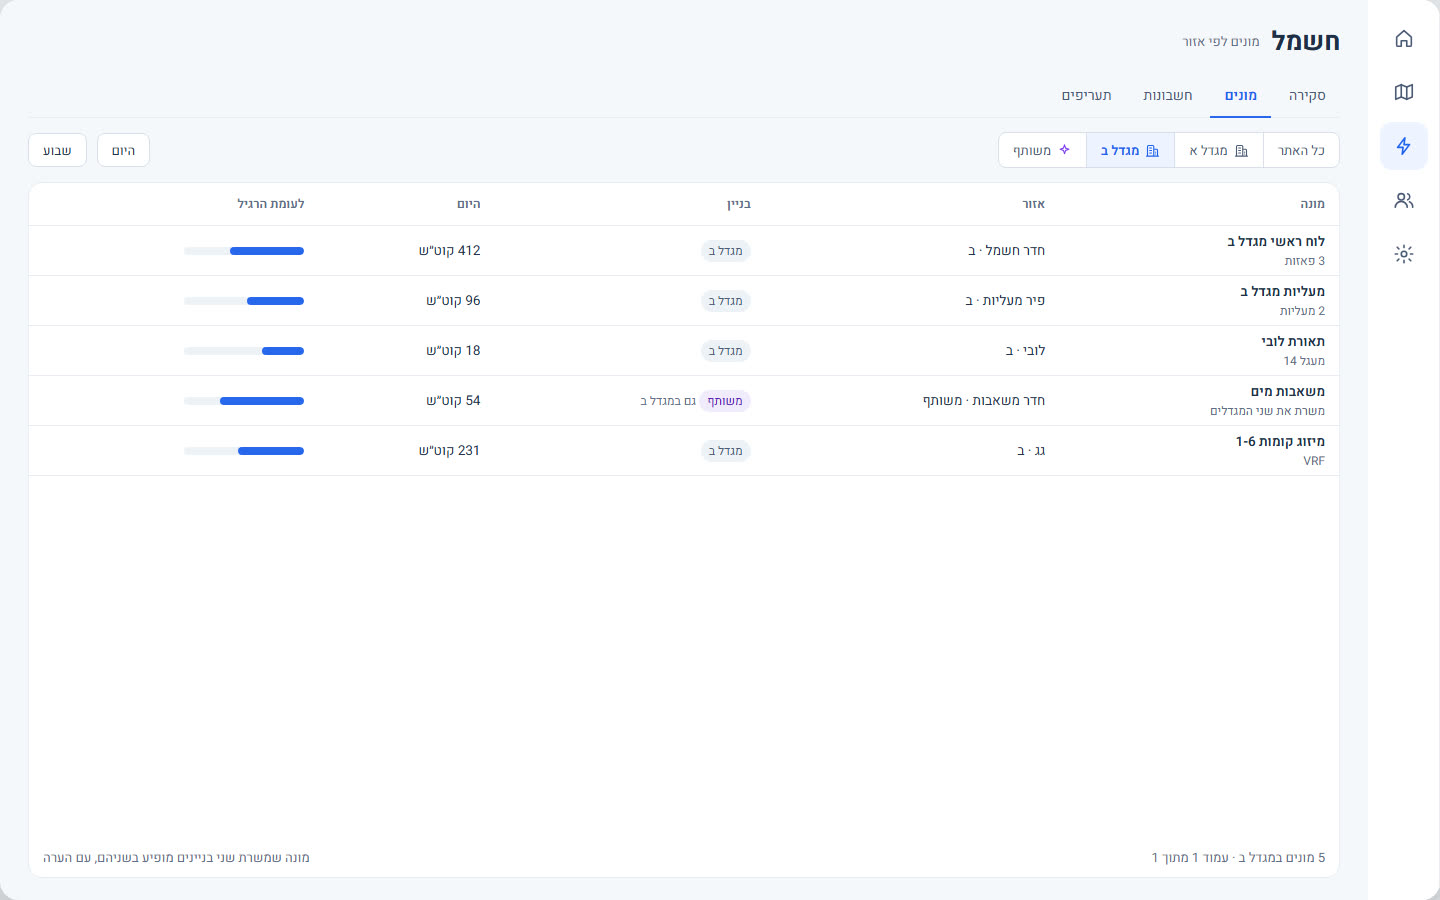 חשמל מונים לפי אזור
סקירה מונים חשבונות תעריפים
כל האתר מגדל א מגדל ב משותף היום שבוע
מונה אזור בניין היום לעומת הרגיל
לוח ראשי מגדל ב
3 פאזות
חדר חשמל · ב מגדל ב 412 קוט״ש
מעליות מגדל ב
2 מעליות
פיר מעליות · ב מגדל ב 96 קוט״ש
תאורת לובי
מעגל 14
לובי · ב מגדל ב 18 קוט״ש
משאבות מים
משרת את שני המגדלים
חדר משאבות · משותף משותף גם במגדל ב 54 קוט״ש
מיזוג קומות 1-6
VRF
גג · ב מגדל ב 231 קוט״ש
5 מונים במגדל ב · עמוד 1 מתוך 1
מונה שמשרת שני בניינים מופיע בשניהם, עם הערה